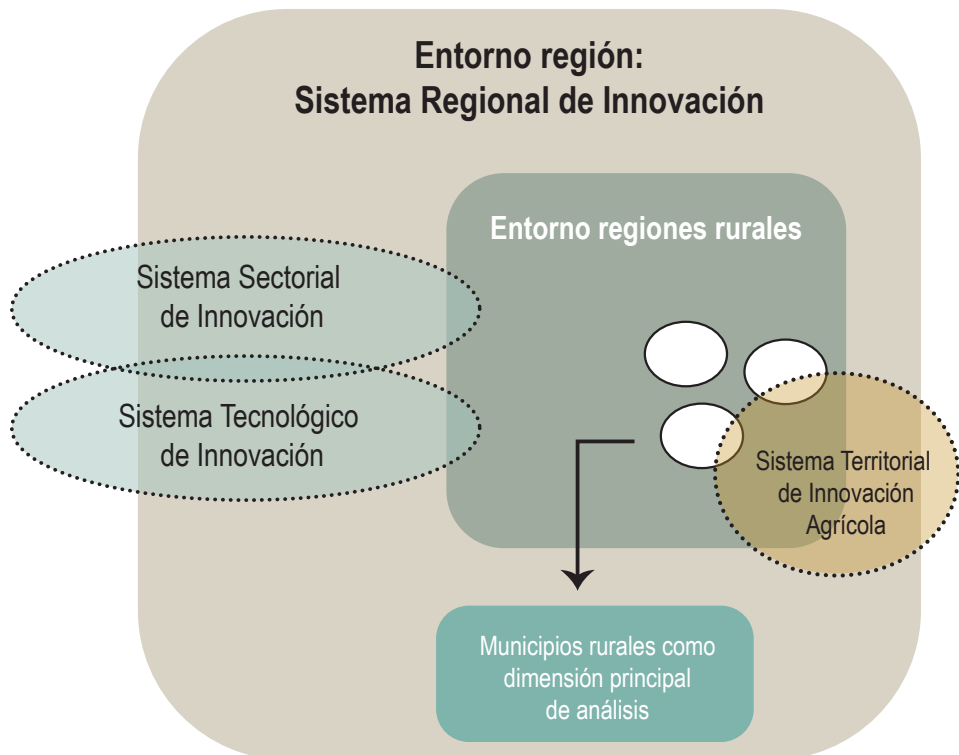 Entorno región:
Sistema Regional de Innovación
Entorno regiones rurales
Sistema Sectorial
de Innovación
Sistema Tecnológico
de Innovación
Sistema Territorial
de Innovación
Agrícola
Municipios rurales como
dimensión principal
de análisis